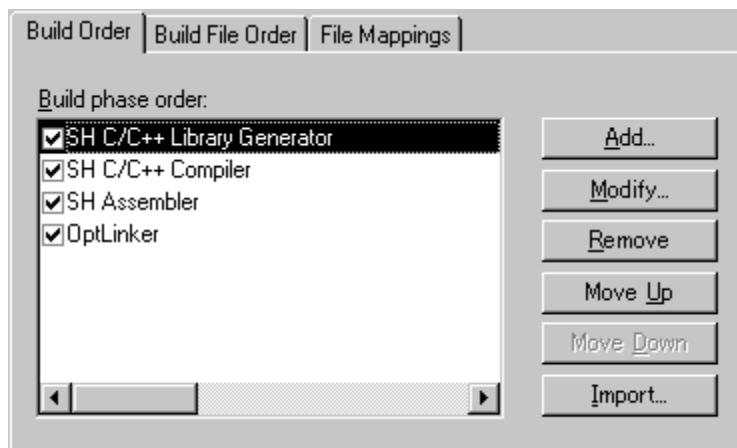 Build Order Build File Order File Mappings
Build phase order:
SH C/C++ Library Generator
SH C/C++ Compiler
SH Assembler
OptLinker
Add...
Modify...
Remove
Move Up
Move Down
Import...